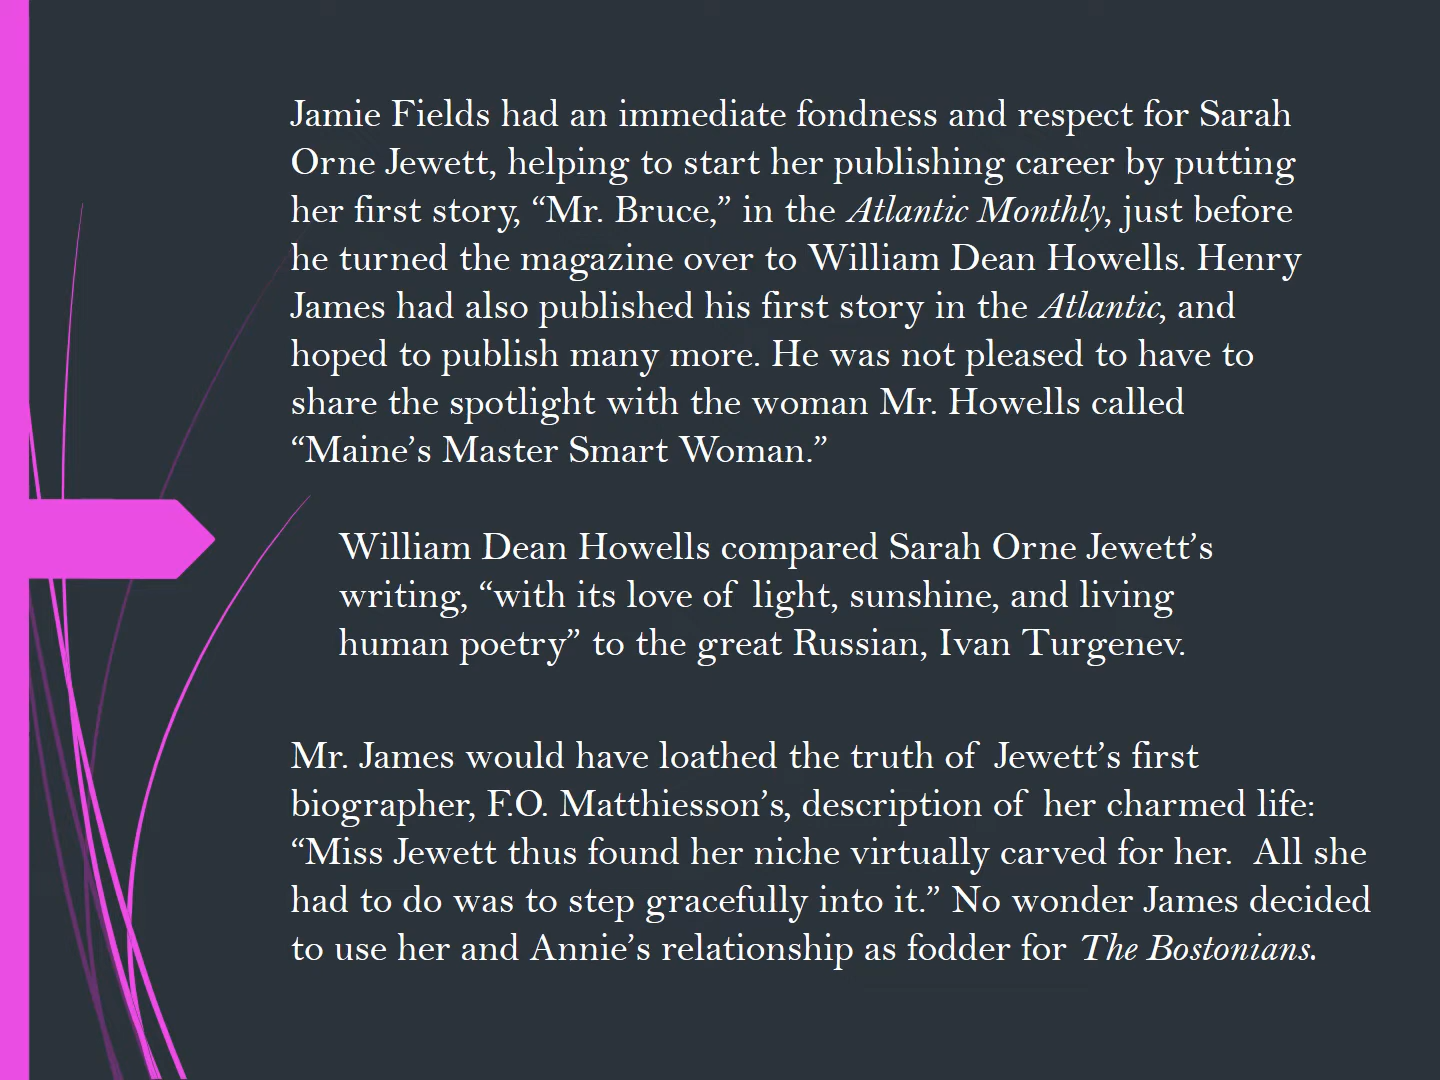 Jamie Fields had an immediate fondness and respect for Sarah
Orne Jewett, helping to start her publishing career by putting
her first story, “Mr. Bruce,” in the Atlantic Monthly, just before
he turned the magazine over to William Dean Howells. Henry
James had also published his first story in the Atlantic, and
hoped to publish many more. He was not pleased to have to
share the spotlight with the woman Mr. Howells called
“Maine’s Master Smart Woman.”
William Dean Howells compared Sarah Orne Jewett’s
writing, “with its love of light, sunshine, and living
human poetry” to the great Russian, Ivan Turgenev.
Mr. James would have loathed the truth of Jewett’s first
biographer, F.O. Matthiesson’s, description of her charmed life:
“Miss Jewett thus found her niche virtually carved for her. All she
had to do was to step gracefully into it.” No wonder James decided
to use her and Annie’s relationship as fodder for The Bostonians.